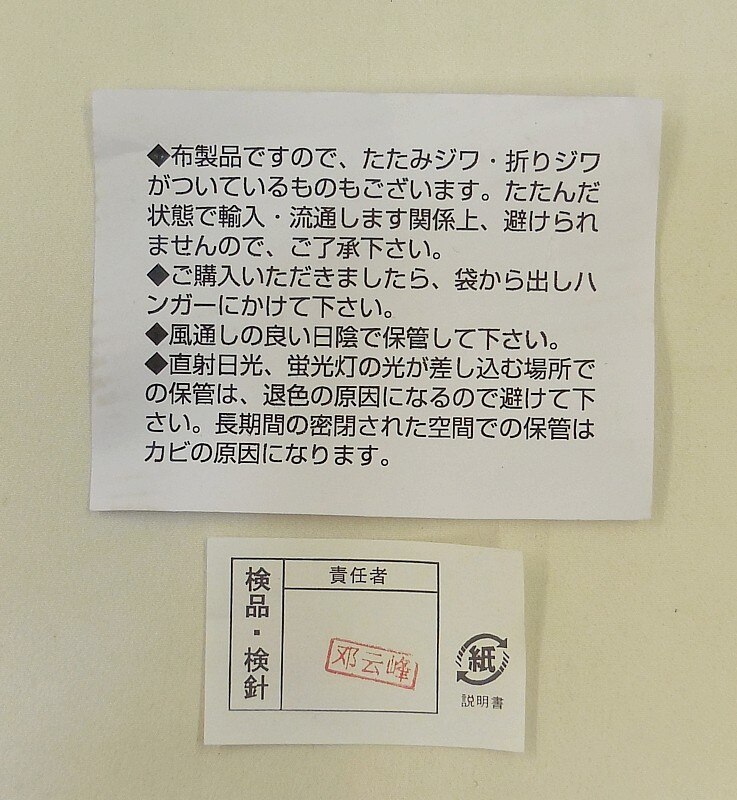 ◆布製品ですので、たたみジワ・折りジワ
がついているものもございます。たたんだ
状態で輸入・流通します関係上、避けられ
ませんので、ご了承下さい。
◆ご購入いただきましたら、袋から出しハ
ンガーにかけて下さい。
◆風通しの良い日陰で保管して下さい。
◆直射日光、蛍光灯の光が差し込む場所で
の保管は、退色の原因になるので避けて下
さい。長期間の密閉された空間での保管は
カビの原因になります。
検品・検針
責任者
邓云峰
紙
説明書